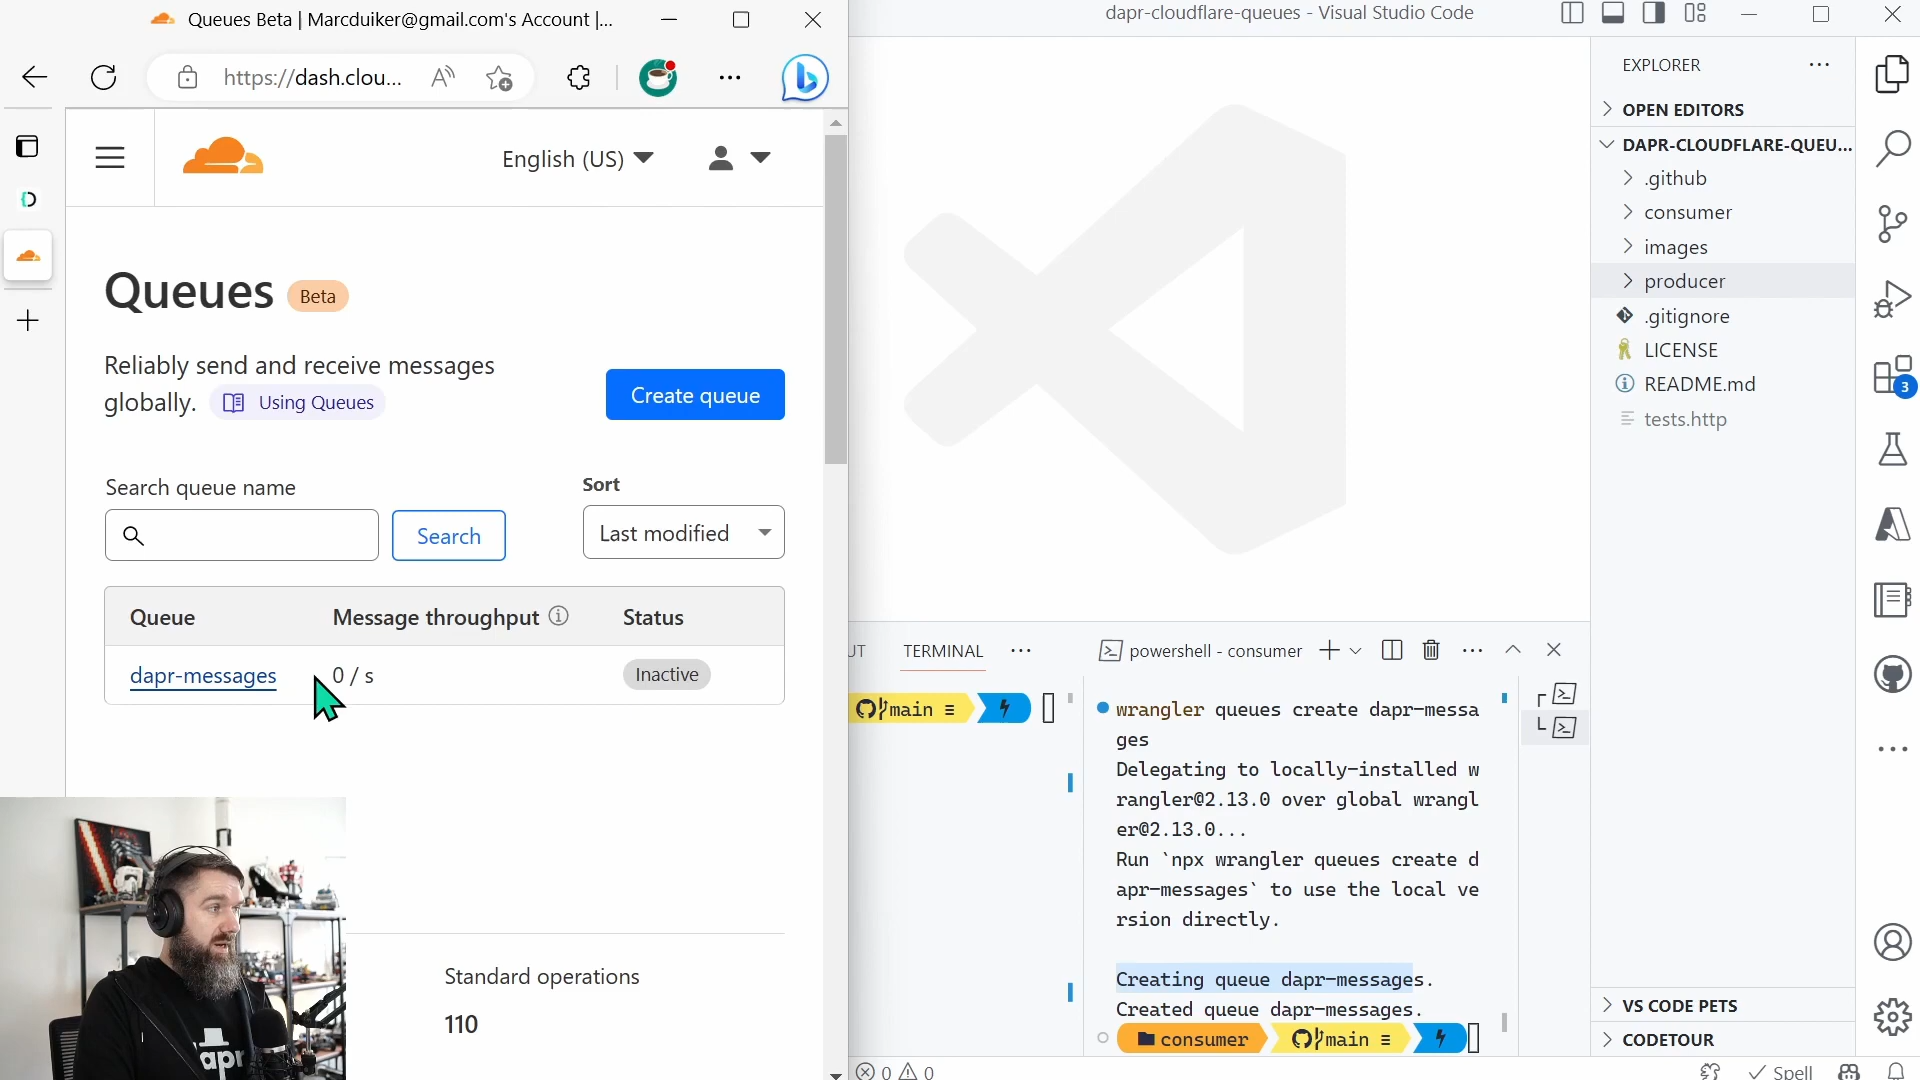 Queues Beta | Marcduiker@gmail.com's Account |...
https://dash.clou...
English (US)
Queues Beta
Reliably send and receive messages
globally. Using Queues
Create queue
Search queue name
Search
Sort
Last modified
Queue Message throughput Status
dapr-messages 0 / s Inactive
Standard operations
110
apr
dapr-cloudflare-queues - Visual Studio Code
EXPLORER
OPEN EDITORS
DAPR-CLOUDFLARE-QUEU...
.github
consumer
images
producer
.gitignore
LICENSE
README.md
tests.http
3
VS CODE PETS
CODETOUR
UT TERMINAL
powershell - consumer
main
wrangler queues create dapr-messa
ges
Delegating to locally-installed w
rangler@2.13.0 over global wrangl
er@2.13.0...
Run `npx wrangler queues create d
apr-messages` to use the local ve
rsion directly.
Creating queue dapr-messages.
Created queue dapr-messages.
consumer main
0 0
Spell